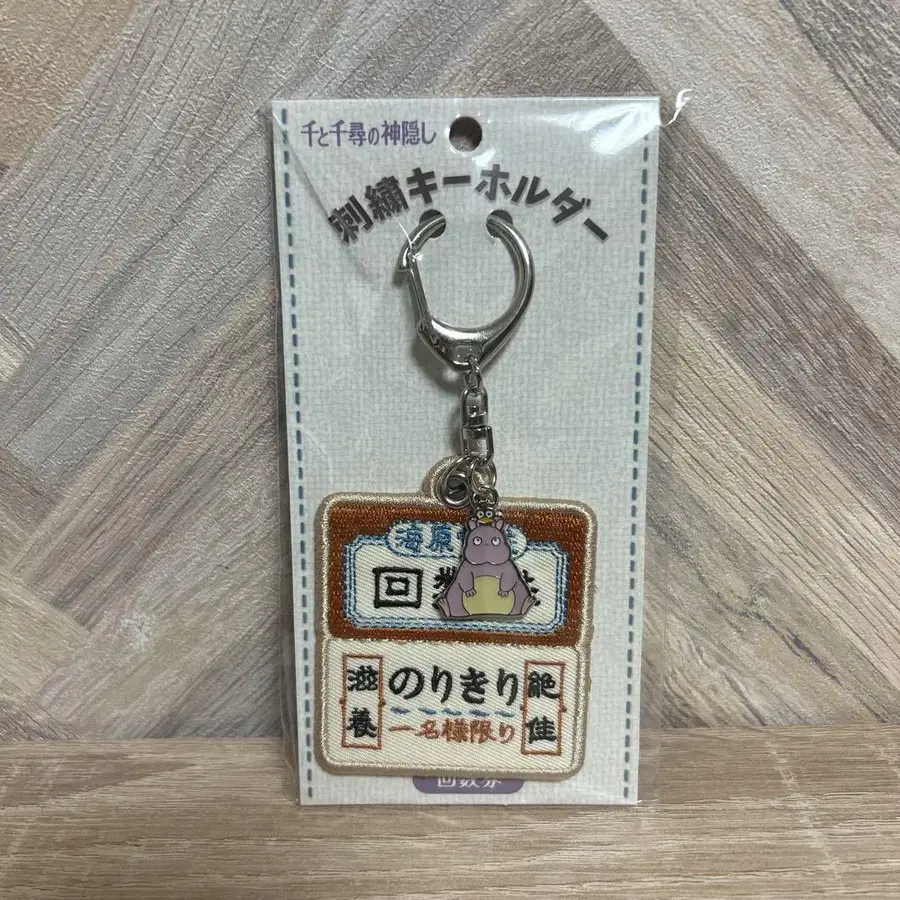 千と千尋の神隠し
刺繍キーホルダー
海原
回数
滋養
のりきり
一名様限り
絶佳
回数券